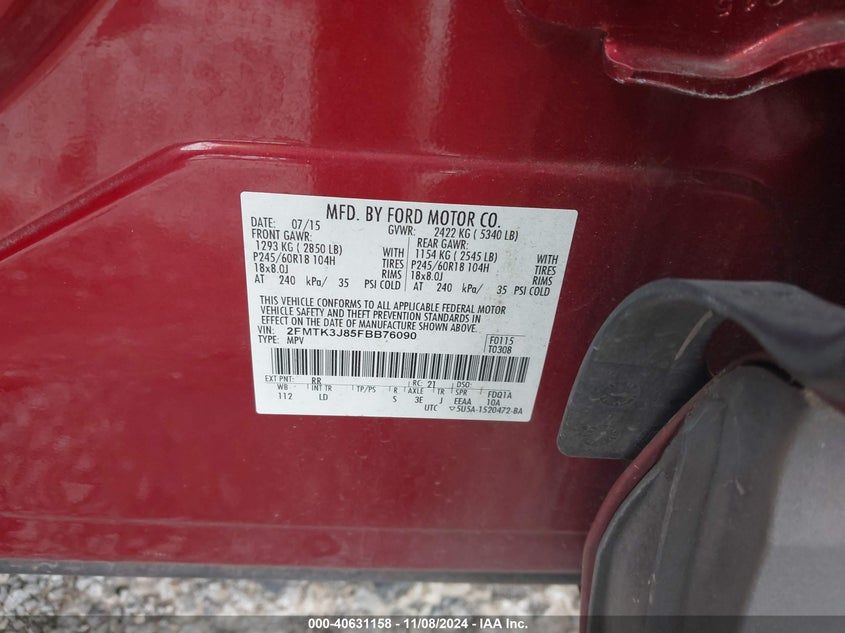 MFD. BY FORD MOTOR CO.
DATE: 07/15 GVWR: 2422 KG ( 5340 LB)
FRONT GAWR: REAR GAWR:
1293 KG ( 2850 LB) WITH 1154 KG ( 2545 LB) WITH
P245/60R18 104H TIRES P245/60R18 104H TIRES
18x8.0J RIMS 18x8.0J RIMS
AT 240 kPa/ 35 PSI COLD AT 240 kPa/ 35 PSI COLD
THIS VEHICLE CONFORMS TO ALL APPLICABLE FEDERAL MOTOR
VEHICLE SAFETY AND THEFT PREVENTION STANDARDS IN
EFFECT ON THE DATE OF MANUFACTURE SHOWN ABOVE.
VIN: 2FMTK3J85FBB76090 F0115
TYPE: MPV T0308
EXT PNT: RR RC: 21 DSO:
WB INT TR TP/PS R AXLE TR SPR FDQ1A
112 LD S 3E J EEAA 10A
UTC ▽5U5A-1520472-BA
000-40631158 - 11/08/2024 - IAA Inc.